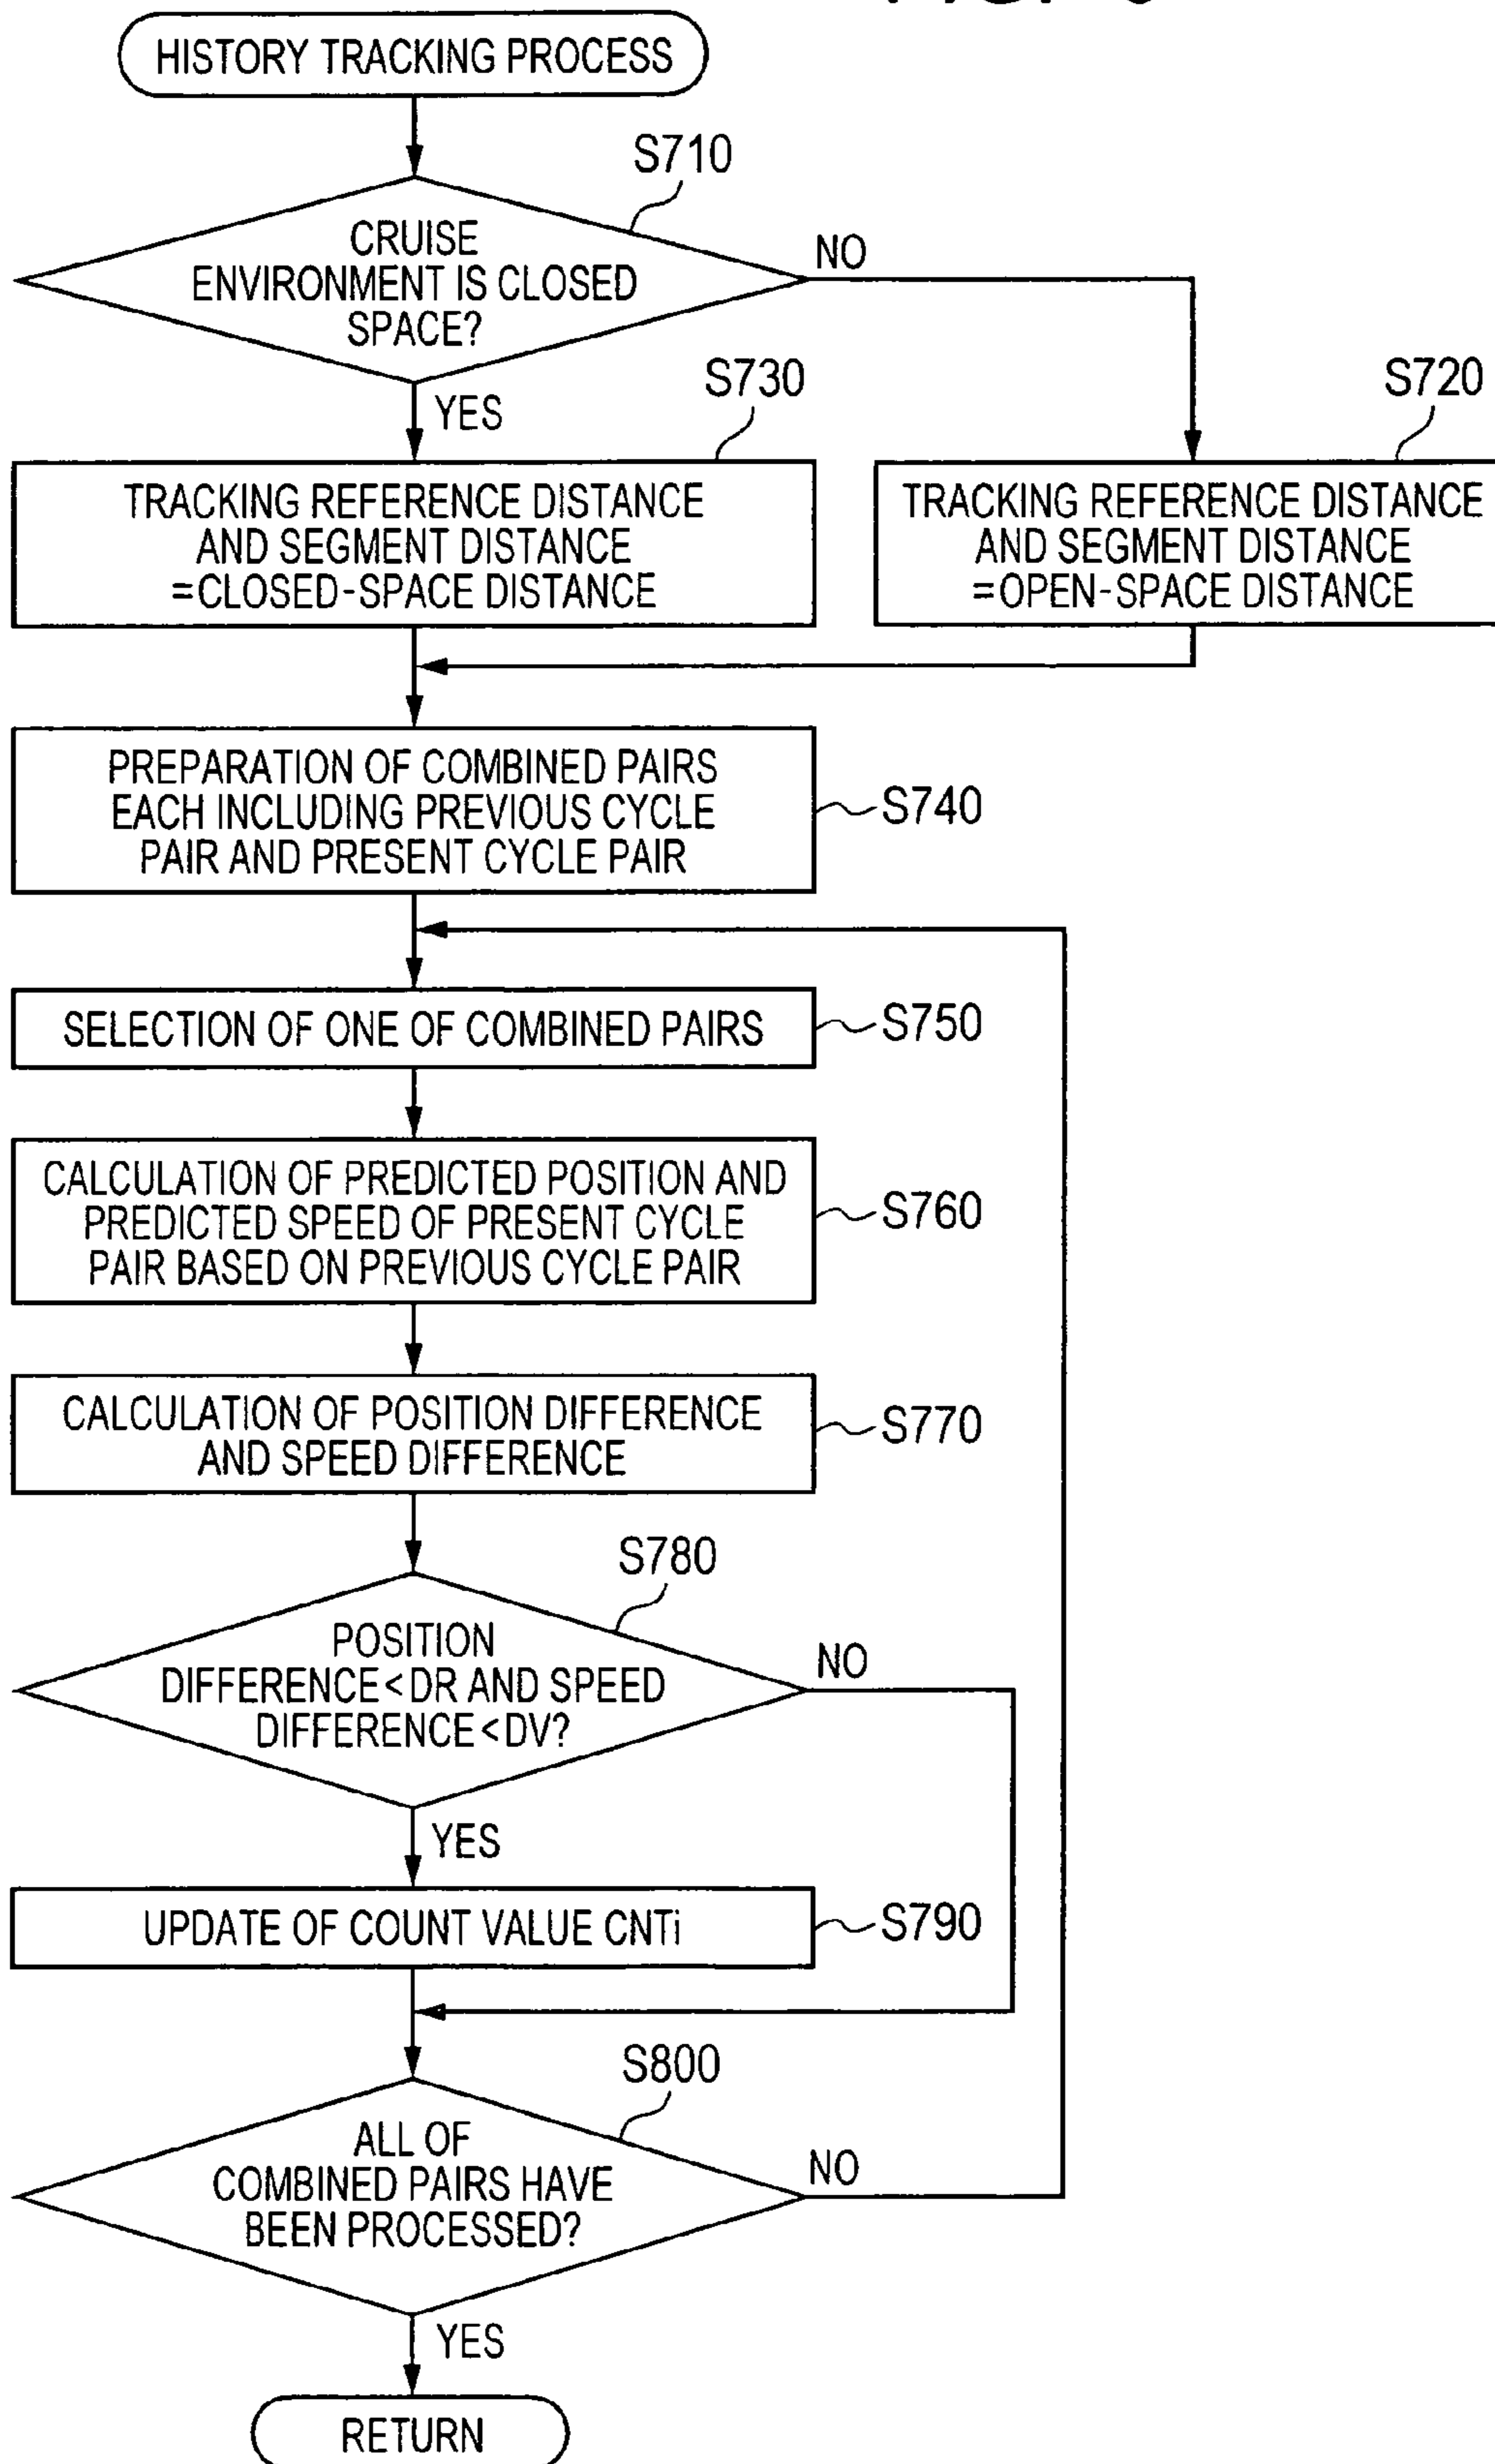 HISTORY TRACKING PROCESS
S710
CRUISE
ENVIRONMENT IS CLOSED
SPACE?
NO
YES
S730
S720
TRACKING REFERENCE DISTANCE
AND SEGMENT DISTANCE
=CLOSED-SPACE DISTANCE
TRACKING REFERENCE DISTANCE
AND SEGMENT DISTANCE
=OPEN-SPACE DISTANCE
PREPARATION OF COMBINED PAIRS
EACH INCLUDING PREVIOUS CYCLE
PAIR AND PRESENT CYCLE PAIR
S740
SELECTION OF ONE OF COMBINED PAIRS
S750
CALCULATION OF PREDICTED POSITION AND
PREDICTED SPEED OF PRESENT CYCLE
PAIR BASED ON PREVIOUS CYCLE PAIR
S760
CALCULATION OF POSITION DIFFERENCE
AND SPEED DIFFERENCE
S770
S780
POSITION
DIFFERENCE<DR AND SPEED
DIFFERENCE<DV?
NO
YES
UPDATE OF COUNT VALUE CNTi
S790
S800
ALL OF
COMBINED PAIRS HAVE
BEEN PROCESSED?
NO
YES
RETURN